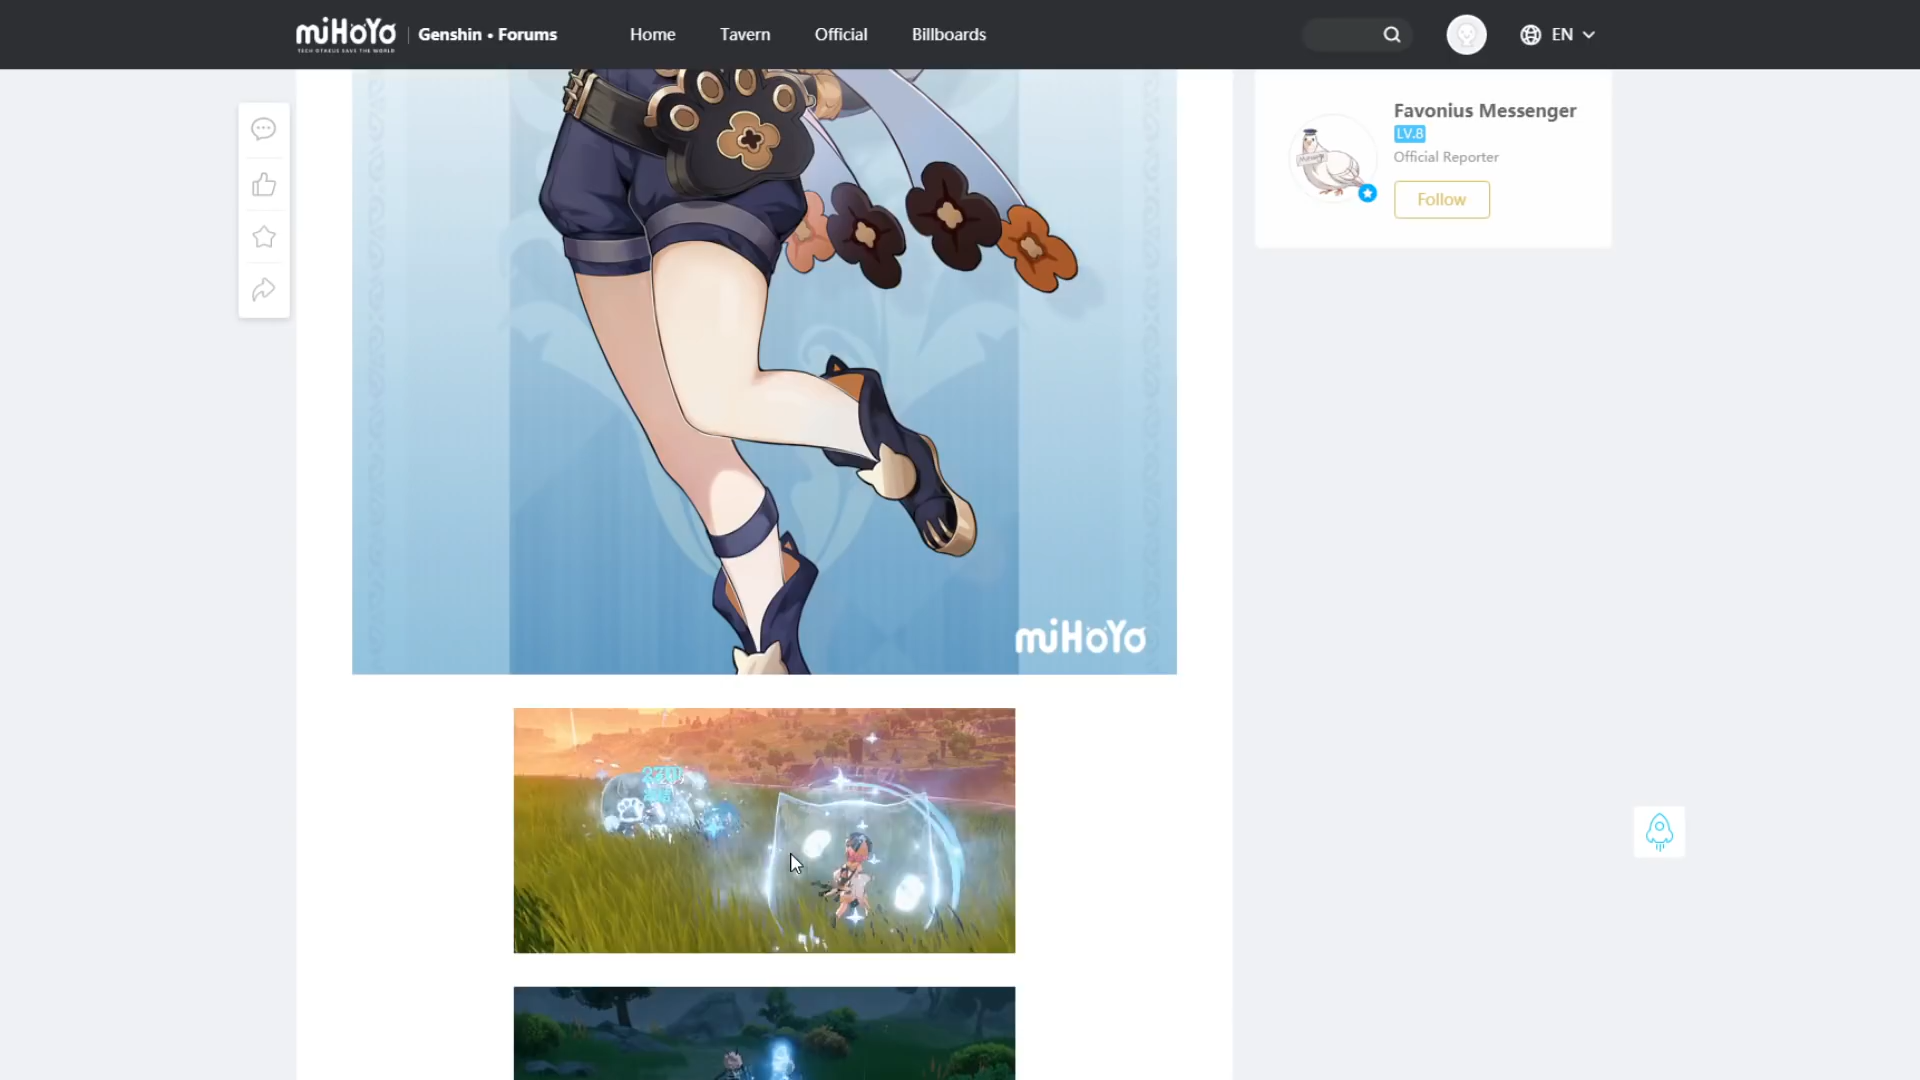 miHoYo
TECH OTAKUS SAVE THE WORLD
Genshin • Forums
Home
Tavern
Official
Billboards
EN
Favonius Messenger
LV.8
Official Reporter
Follow
miHoYo